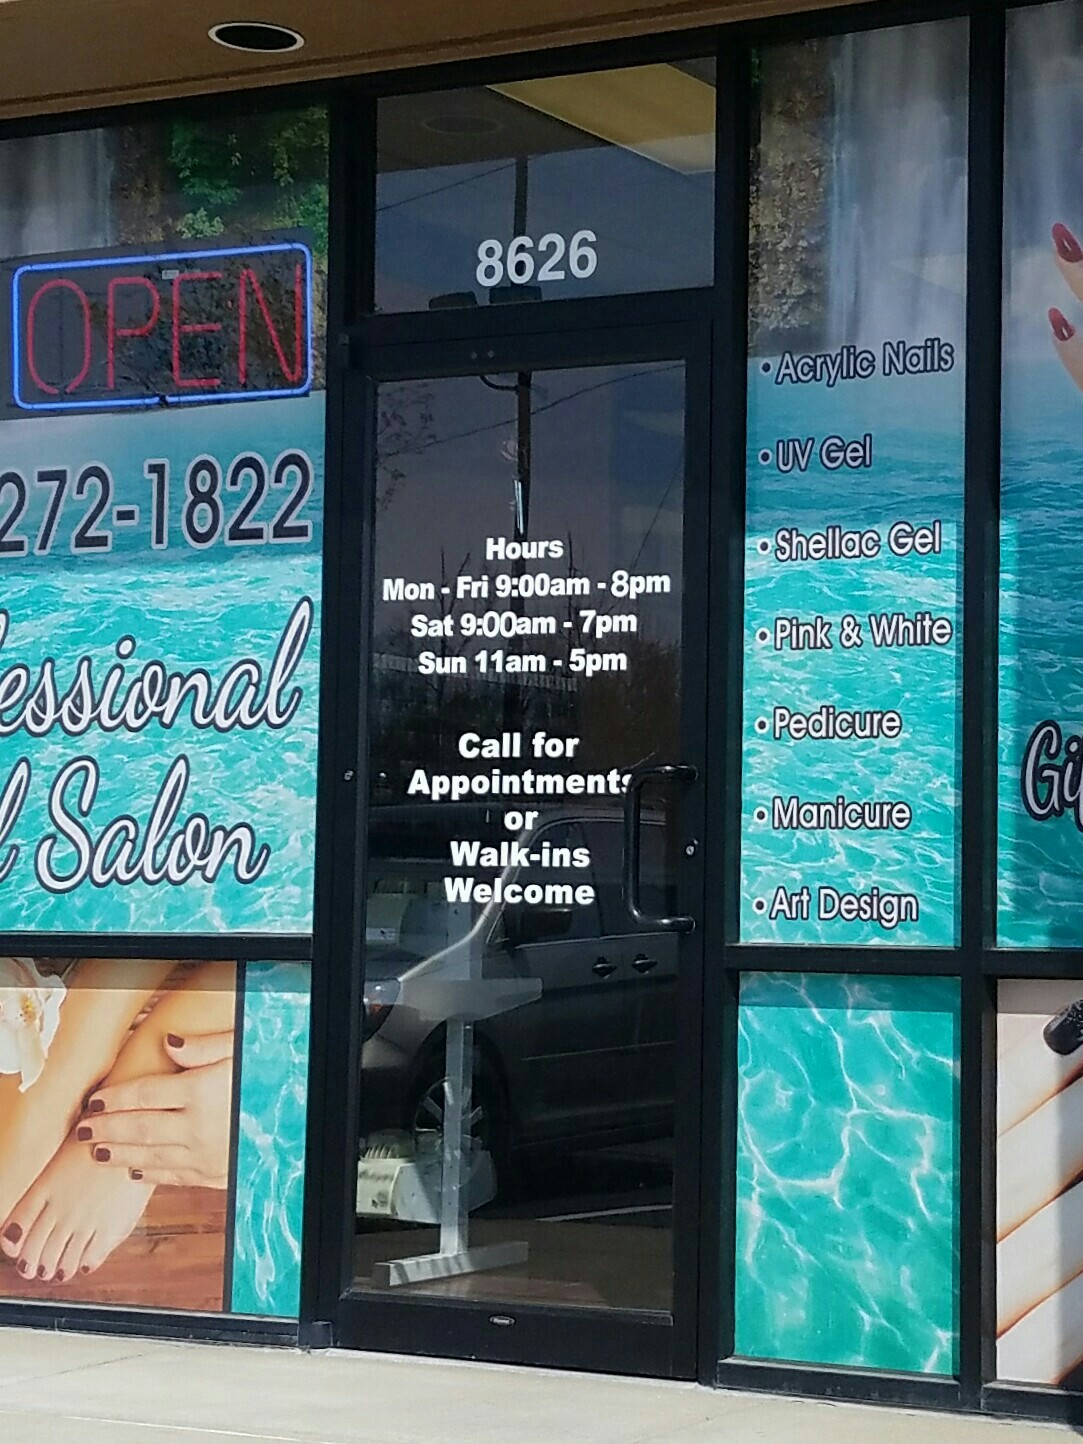 OPEN
272-1822
Salon
8626
Hours
Mon - Fri 9:00am - 8pm
Sat 9:00am - 7pm
Sun 11am - 5pm
Call for
Appointments
or
Walk-ins
Welcome
• Acrylic Nails
• UV Gel
• Shellac Gel
• Pink & White
• Pedicure
• Manicure
• Art Design